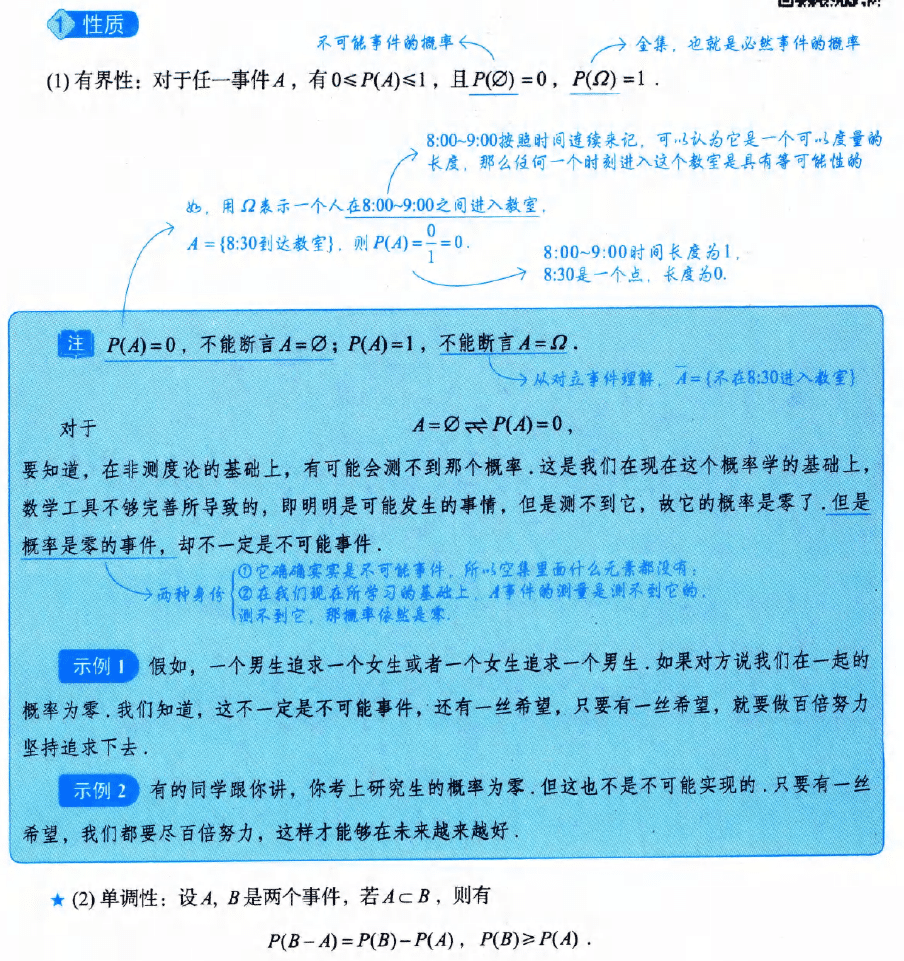 1 性质
不可能事件的概率 全集，也就是必然事件的概率
(1) 有界性：对于任一事件A，有0≤P(A)≤1，且P(∅)=0，P(Ω)=1．
8:00~9:00按照时间连续来记，可以认为它是一个可以度量的
长度，那么任何一个时刻进入这个教室是具有等可能性的
如，用Ω表示一个人在8:00~9:00之间进入教室，
A={8:30到达教室}，则P(A)=0/1=0．
8:00~9:00时间长度为1，
8:30是一个点，长度为0．
注 P(A)=0，不能断言A=∅；P(A)=1，不能断言A=Ω．
从对立事件理解，A̅={不在8:30进入教室}
对于 A=∅⇌P(A)=0，
要知道，在非测度论的基础上，有可能会测不到那个概率．这是我们在现在这个概率学的基础上，
数学工具不够完善所导致的，即明明是可能发生的事情，但是测不到它，故它的概率是零了．但是
概率是零的事件，却不一定是不可能事件．
①它确确实实是不可能事件，所以空集里面什么元素都没有；
两种身份 ②在我们现在所学习的基础上，A事件的测量是测不到它的，
测不到它，那概率依然是零．
示例 1 假如，一个男生追求一个女生或者一个女生追求一个男生．如果对方说我们在一起的
概率为零．我们知道，这不一定是不可能事件，还有一丝希望，只要有一丝希望，就要做百倍努力
坚持追求下去．
示例 2 有的同学跟你讲，你考上研究生的概率为零．但这也不是不可能实现的．只要有一丝
希望，我们都要尽百倍努力，这样才能够在未来越来越好．
★ (2) 单调性：设A, B是两个事件，若A⊂B，则有
P(B−A)=P(B)−P(A)，P(B)≥P(A)．